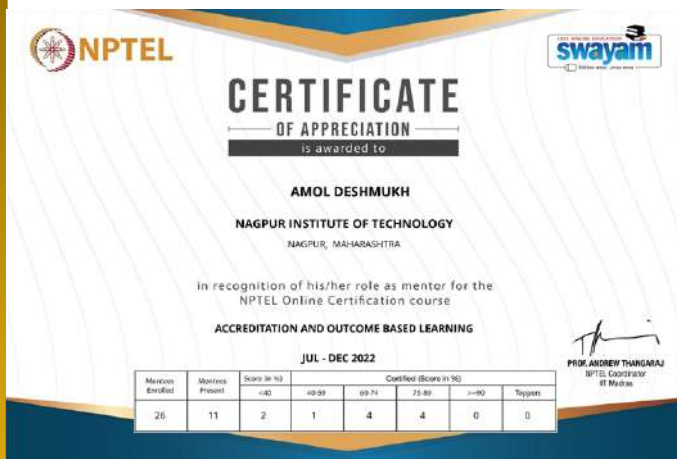 NPTEL
FREE ONLINE EDUCATION
swayam
CERTIFICATE
OF APPRECIATION
is awarded to
AMOL DESHMUKH
NAGPUR INSTITUTE OF TECHNOLOGY
NAGPUR, MAHARASHTRA
in recognition of his/her role as mentor for the
NPTEL Online Certification course
ACCREDITATION AND OUTCOME BASED LEARNING
JUL - DEC 2022
PROF. ANDREW THANGARAJ
NPTEL Coordinator
IIT Madras
Mentees Enrolled Mentees Present Score (in %) Certified (Score in %)
<40 40-59 60-74 75-89 >=90 Toppers
26 11 2 1 4 4 0 0